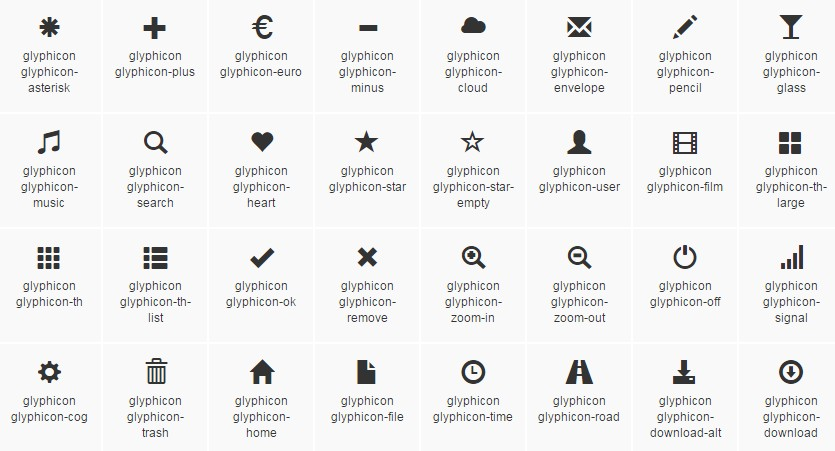 glyphicon
glyphicon-
asterisk
glyphicon
glyphicon-plus
glyphicon
glyphicon-euro
glyphicon
glyphicon-
minus
glyphicon
glyphicon-
cloud
glyphicon
glyphicon-
envelope
glyphicon
glyphicon-
pencil
glyphicon
glyphicon-
glass
glyphicon
glyphicon-
music
glyphicon
glyphicon-
search
glyphicon
glyphicon-
heart
glyphicon
glyphicon-star
glyphicon
glyphicon-star-
empty
glyphicon
glyphicon-user
glyphicon
glyphicon-film
glyphicon
glyphicon-th-
large
glyphicon
glyphicon-th
glyphicon
glyphicon-th-
list
glyphicon
glyphicon-ok
glyphicon
glyphicon-
remove
glyphicon
glyphicon-
zoom-in
glyphicon
glyphicon-
zoom-out
glyphicon
glyphicon-off
glyphicon
glyphicon-
signal
glyphicon
glyphicon-cog
glyphicon
glyphicon-
trash
glyphicon
glyphicon-
home
glyphicon
glyphicon-file
glyphicon
glyphicon-time
glyphicon
glyphicon-road
glyphicon
glyphicon-
download-alt
glyphicon
glyphicon-
download